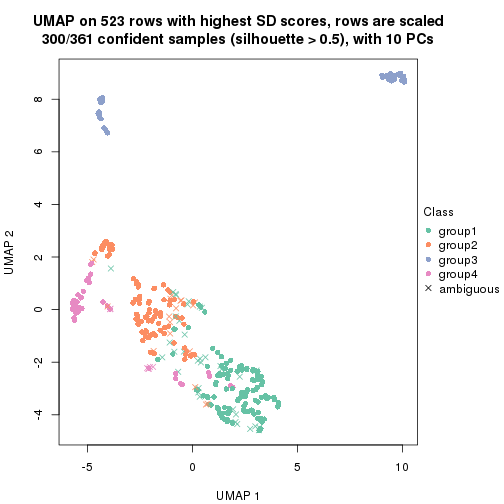 UMAP on 523 rows with highest SD scores, rows are scaled
300/361 confident samples (silhouette > 0.5), with 10 PCs
8
6
4
2
0
-2
-4
UMAP 2
-5
0
5
10
UMAP 1
Class
group1
group2
group3
group4
ambiguous